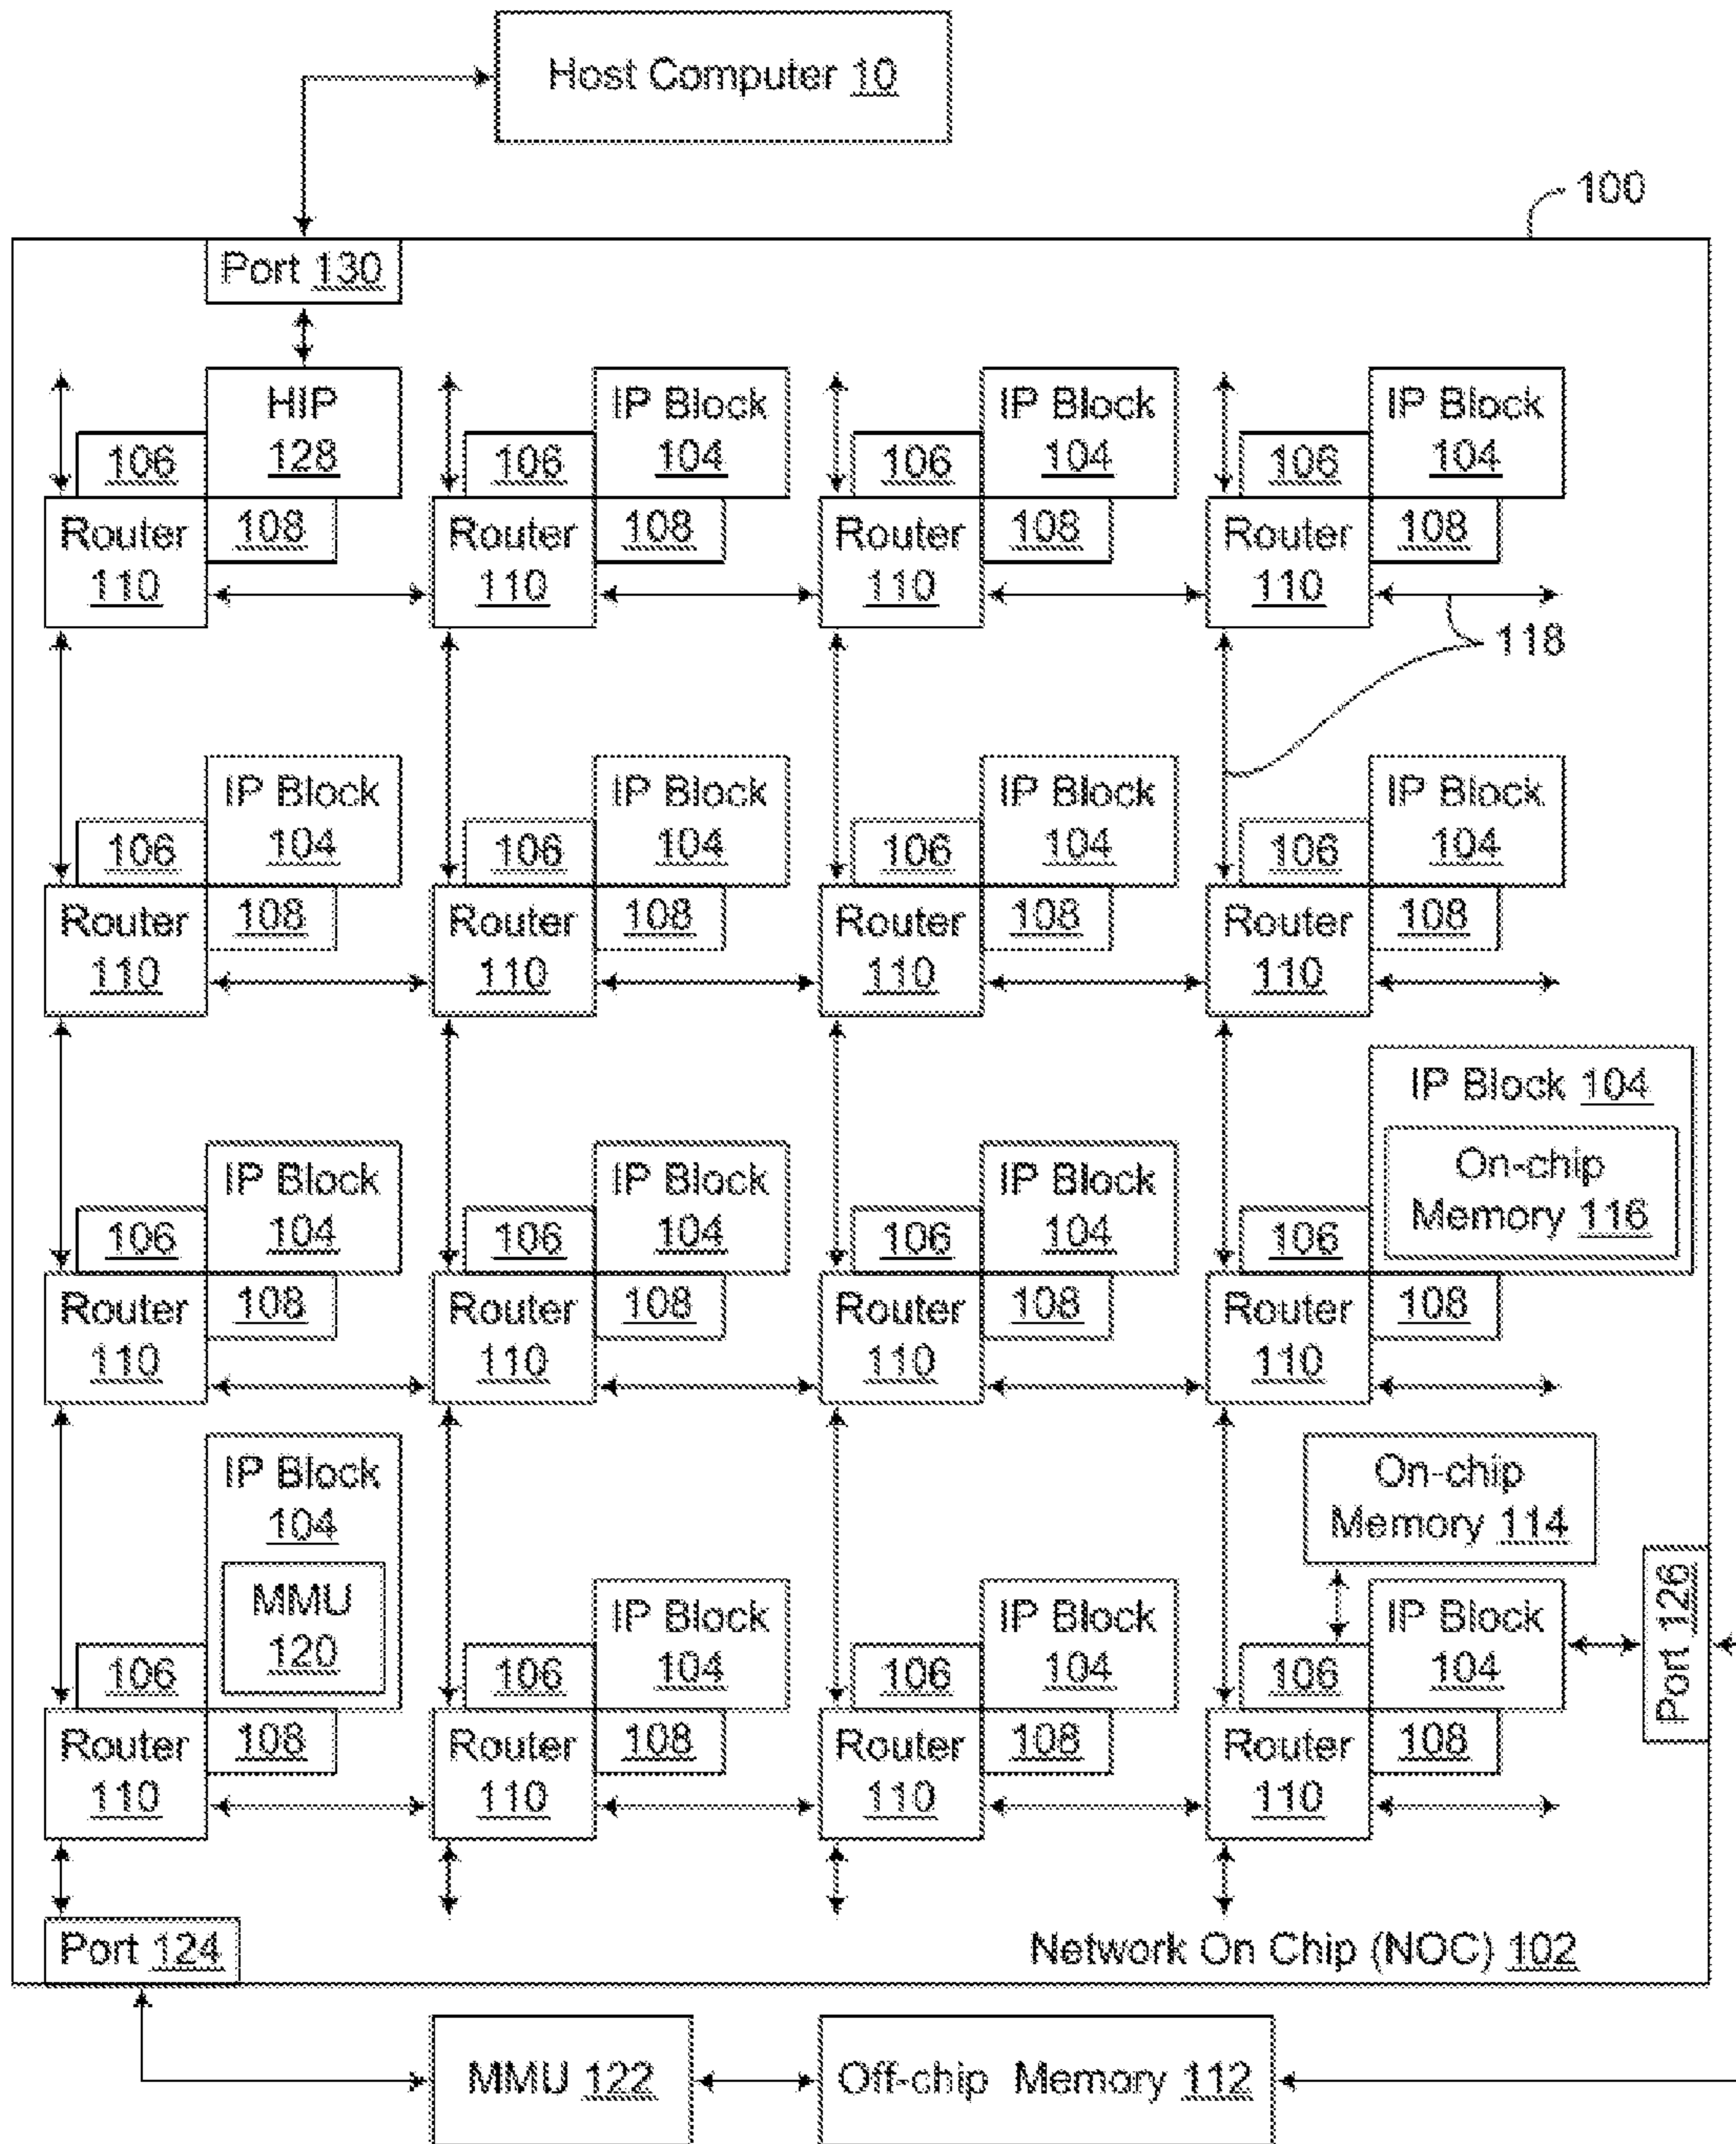 Host Computer 10
100
Port 130
HIP IP Block IP Block IP Block
106 128 106 104 106 104 106 104
Router 108 Router 108 Router 108 Router 108
110 110 110 110
118
IP Block IP Block IP Block IP Block
106 104 106 104 106 104 106 104
Router 108 Router 108 Router 108 Router 108
110 110 110 110
IP Block 104
IP Block IP Block IP Block On-chip
106 104 106 104 106 104 106 Memory 116
Router 108 Router 108 Router 108 Router 108
110 110 110 110
IP Block On-chip
104 Memory 114
MMU IP Block IP Block IP Block
106 120 106 104 106 104 106 104 Port 126
Router 108 Router 108 Router 108 Router 108
110 110 110 110
Port 124 Network On Chip (NOC) 102
MMU 122 Off-chip Memory 112